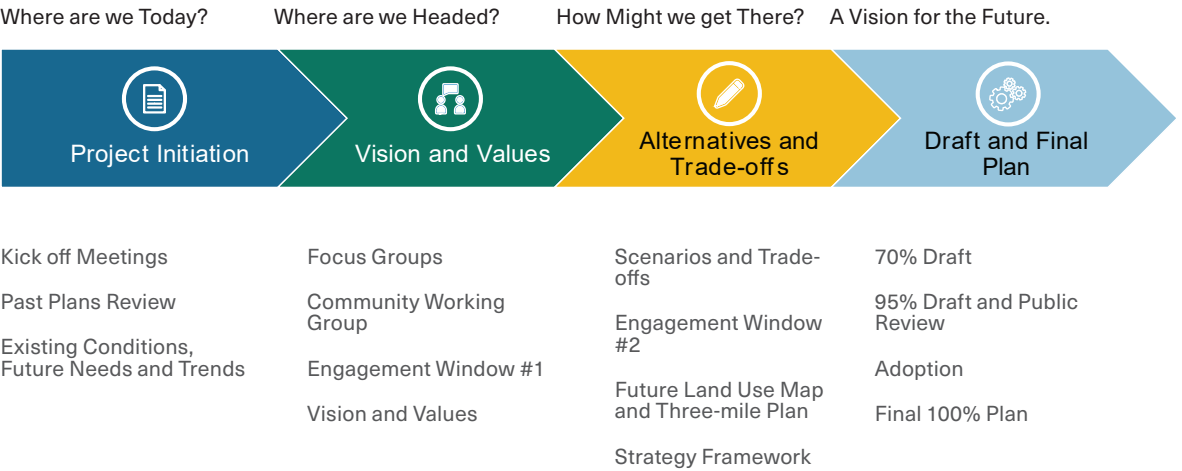 Where are we Today?
Where are we Headed?
How Might we get There?
A Vision for the Future.
Project Initiation
Vision and Values
Alternatives and
Trade-offs
Draft and Final
Plan
Kick off Meetings
Past Plans Review
Existing Conditions,
Future Needs and Trends
Focus Groups
Community Working
Group
Engagement Window #1
Vision and Values
Scenarios and Trade-
offs
Engagement Window
#2
Future Land Use Map
and Three-mile Plan
Strategy Framework
70% Draft
95% Draft and Public
Review
Adoption
Final 100% Plan